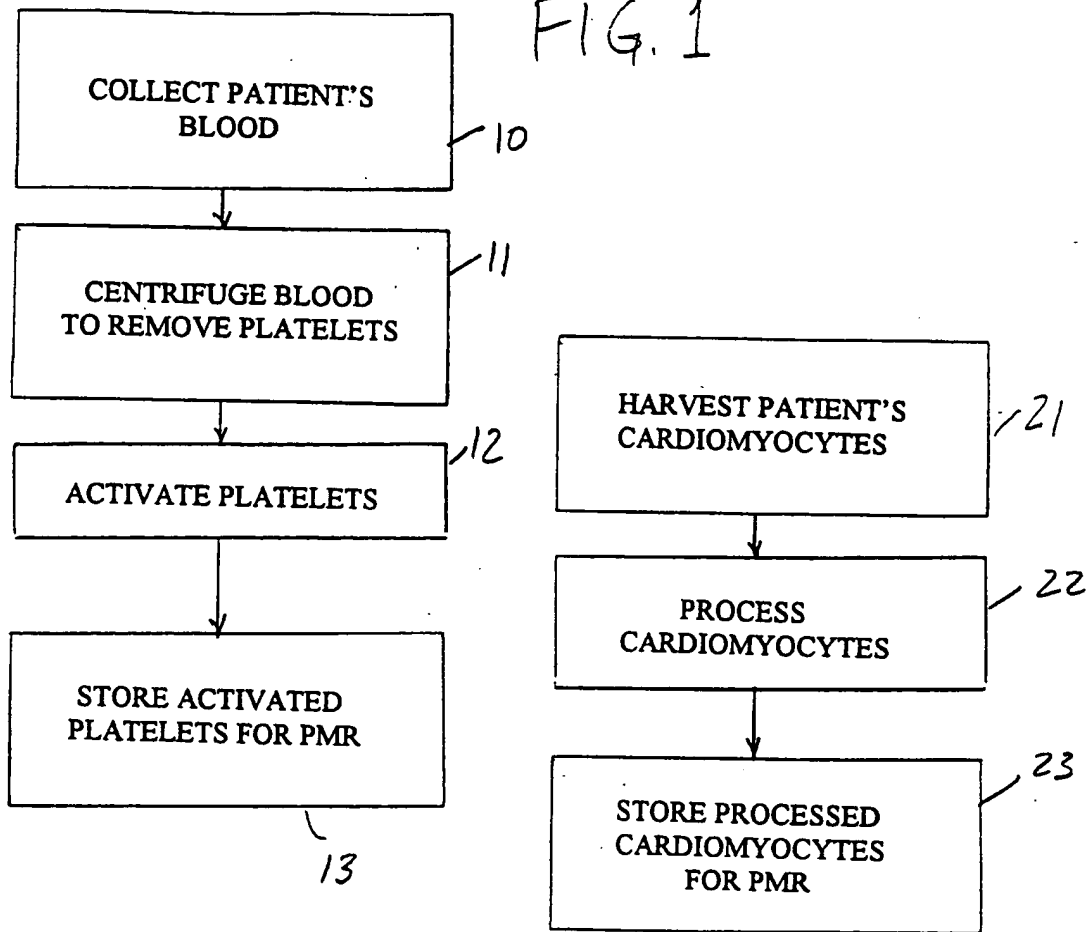 FIG. 1
COLLECT PATIENT'S
BLOOD
10
CENTRIFUGE BLOOD
TO REMOVE PLATELETS
11
ACTIVATE PLATELETS
12
STORE ACTIVATED
PLATELETS FOR PMR
13
HARVEST PATIENT'S
CARDIOMYOCYTES
21
PROCESS
CARDIOMYOCYTES
22
STORE PROCESSED
CARDIOMYOCYTES
FOR PMR
23